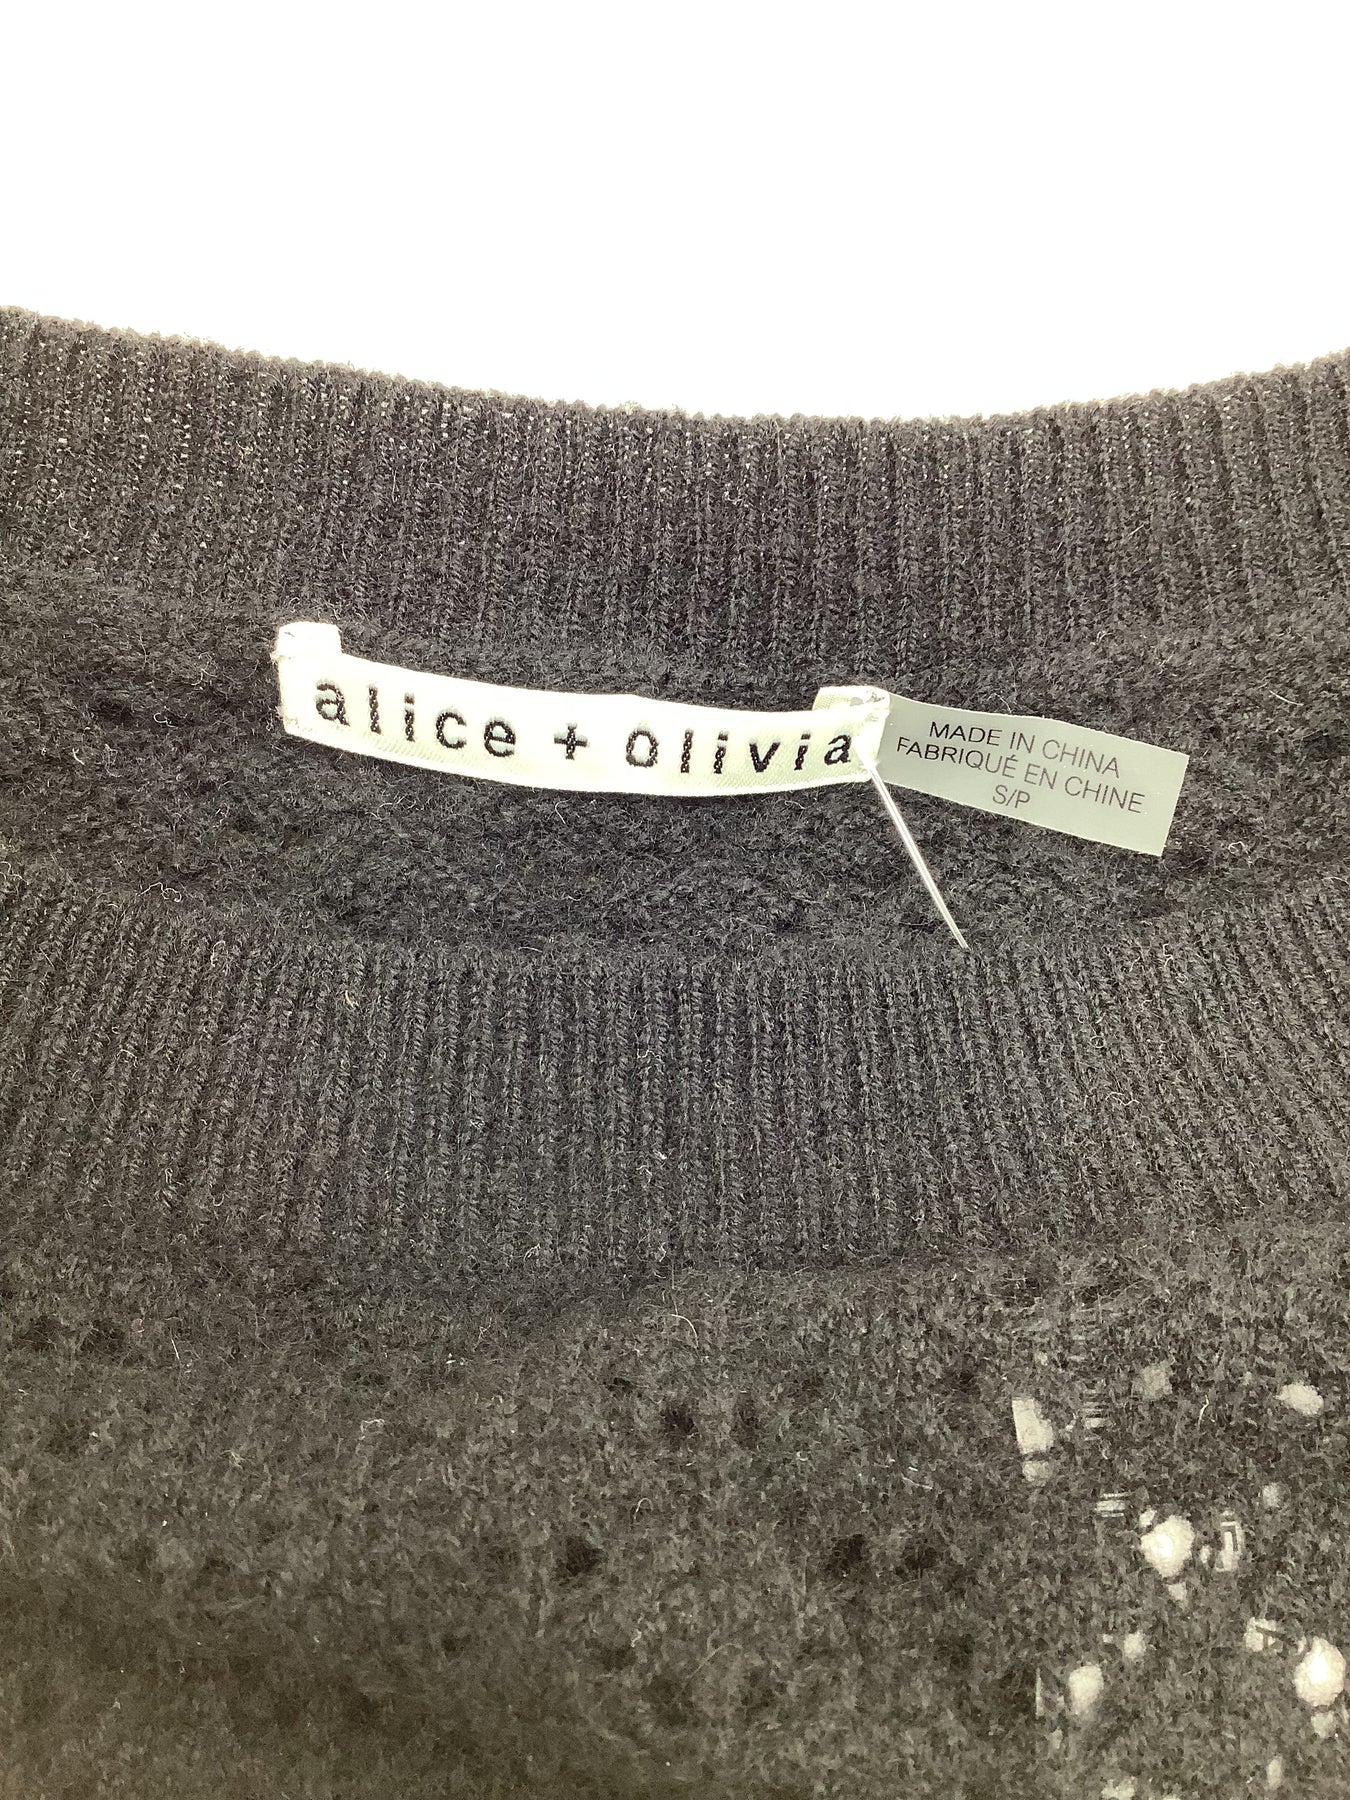 alice + olivia
MADE IN CHINA
FABRIQUÉ EN CHINE
S/P